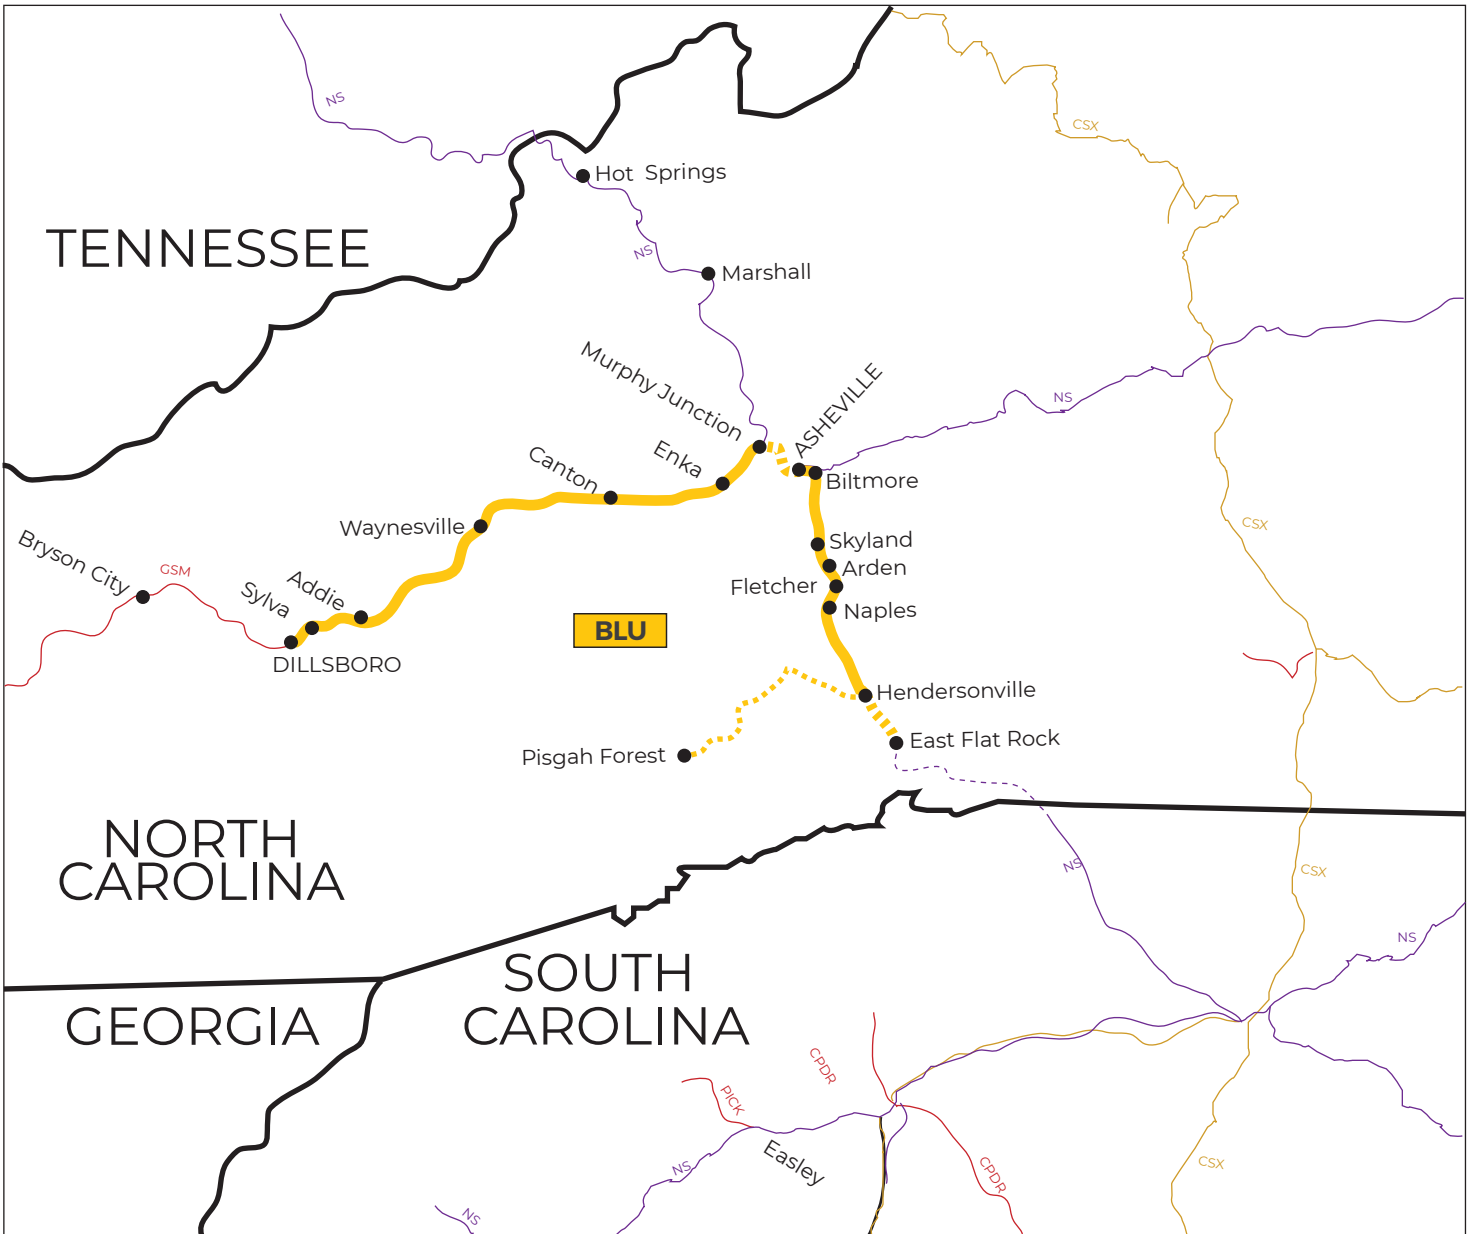 NS
CSX
Hot Springs
TENNESSEE
NS
Marshall
Murphy Junction
ASHEVILLE
NS
Enka
Canton
Biltmore
Waynesville
CSX
Bryson City
GSM
Skyland
Arden
Addie
Fletcher
Sylva
Naples
BLU
DILLSBORO
Hendersonville
East Flat Rock
Pisgah Forest
NORTH
CAROLINA
NS
CSX
NS
SOUTH
CAROLINA
GEORGIA
CPDR
PICK
Easley
NS
CPDR
CSX
NS